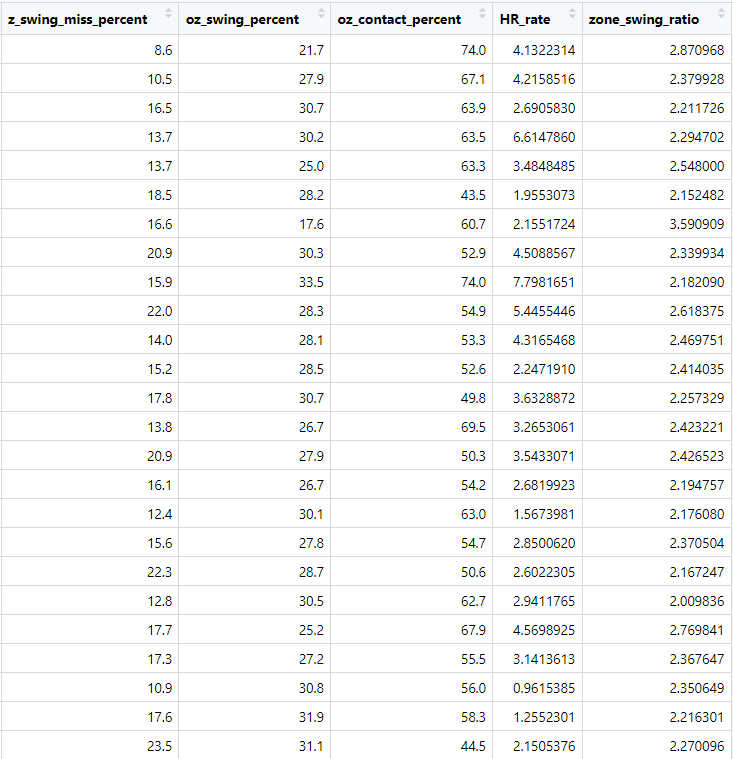 z_swing_miss_percent oz_swing_percent oz_contact_percent HR_rate zone_swing_ratio
8.6 21.7 74.0 4.1322314 2.870968
10.5 27.9 67.1 4.2158516 2.379928
16.5 30.7 63.9 2.6905830 2.211726
13.7 30.2 63.5 6.6147860 2.294702
13.7 25.0 63.3 3.4848485 2.548000
18.5 28.2 43.5 1.9553073 2.152482
16.6 17.6 60.7 2.1551724 3.590909
20.9 30.3 52.9 4.5088567 2.339934
15.9 33.5 74.0 7.7981651 2.182090
22.0 28.3 54.9 5.4455446 2.618375
14.0 28.1 53.3 4.3165468 2.469751
15.2 28.5 52.6 2.2471910 2.414035
17.8 30.7 49.8 3.6328872 2.257329
13.8 26.7 69.5 3.2653061 2.423221
20.9 27.9 50.3 3.5433071 2.426523
16.1 26.7 54.2 2.6819923 2.194757
12.4 30.1 63.0 1.5673981 2.176080
15.6 27.8 54.7 2.8500620 2.370504
22.3 28.7 50.6 2.6022305 2.167247
12.8 30.5 62.7 2.9411765 2.009836
17.7 25.2 67.9 4.5698925 2.769841
17.3 27.2 55.5 3.1413613 2.367647
10.9 30.8 56.0 0.9615385 2.350649
17.6 31.9 58.3 1.2552301 2.216301
23.5 31.1 44.5 2.1505376 2.270096